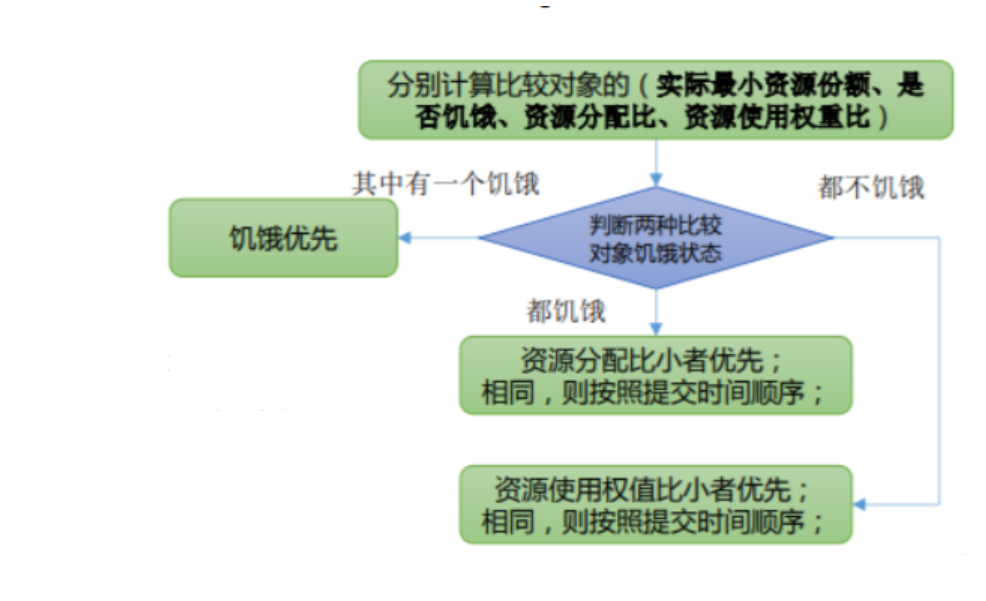 分别计算比较对象的（实际最小资源份额、是
否饥饿、资源分配比、资源使用权重比）
其中有一个饥饿
都不饥饿
饥饿优先
判断两种比较
对象饥饿状态
都饥饿
资源分配比小者优先；
相同，则按照提交时间顺序；
资源使用权值比小者优先；
相同，则按照提交时间顺序；